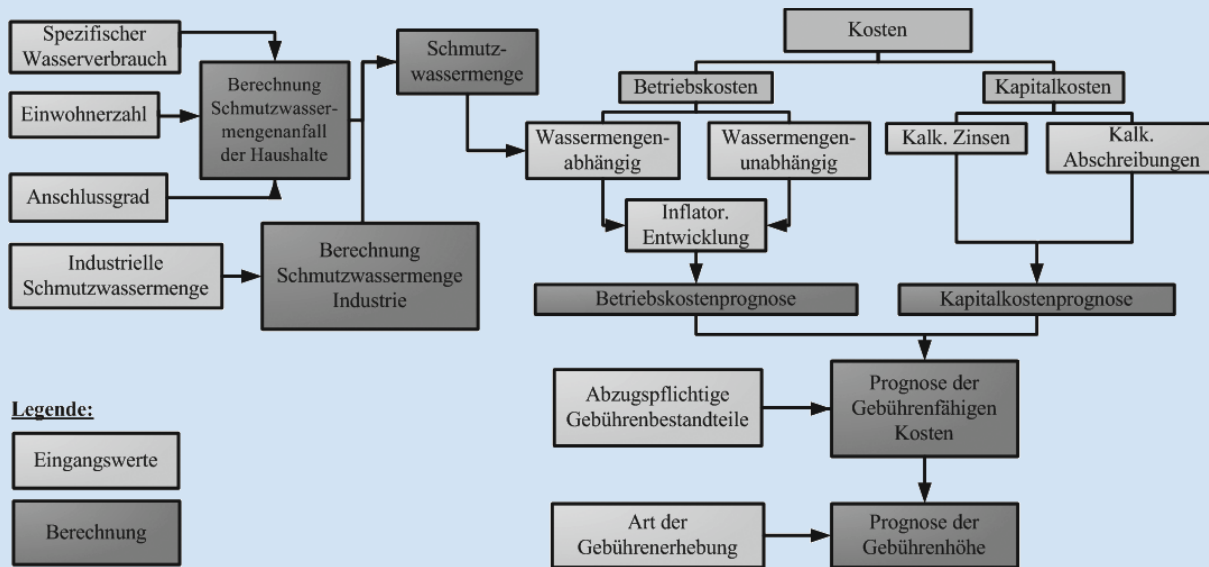 Spezifischer
Wasserverbrauch
Einwohnerzahl
Anschlussgrad
Industrielle
Schmutzwassermenge
Berechnung
Schmutzwasser-
mengenanfall
der Haushalte
Berechnung
Schmutzwassermenge
Industrie
Schmutz-
wassermenge
Kosten
Betriebskosten
Kapitalkosten
Wassermengen-
abhängig
Wassermengen-
unabhängig
Kalk. Zinsen
Kalk.
Abschreibungen
Inflator.
Entwicklung
Betriebskostenprognose
Kapitalkostenprognose
Abzugspflichtige
Gebührenbestandteile
Prognose der
Gebührenfähigen
Kosten
Art der
Gebührenerhebung
Prognose der
Gebührenhöhe
Legende:
Eingangswerte
Berechnung